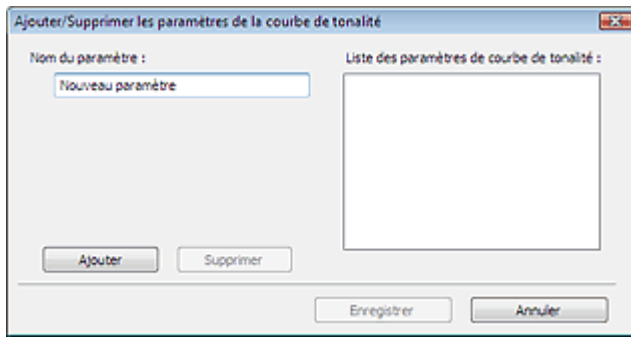 Ajouter/Supprimer les paramètres de la courbe de tonalité
Nom du paramètre :
Liste des paramètres de courbe de tonalité :
Nouveau paramètre
Ajouter
Supprimer
Enregistrer
Annuler